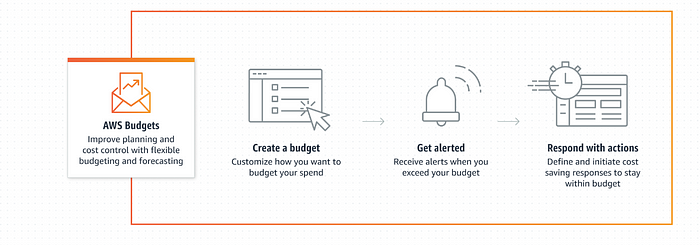 AWS Budgets
Improve planning and
cost control with flexible
budgeting and forecasting
Create a budget
Customize how you want to
budget your spend
Get alerted
Receive alerts when you
exceed your budget
Respond with actions
Define and initiate cost
saving responses to stay
within budget